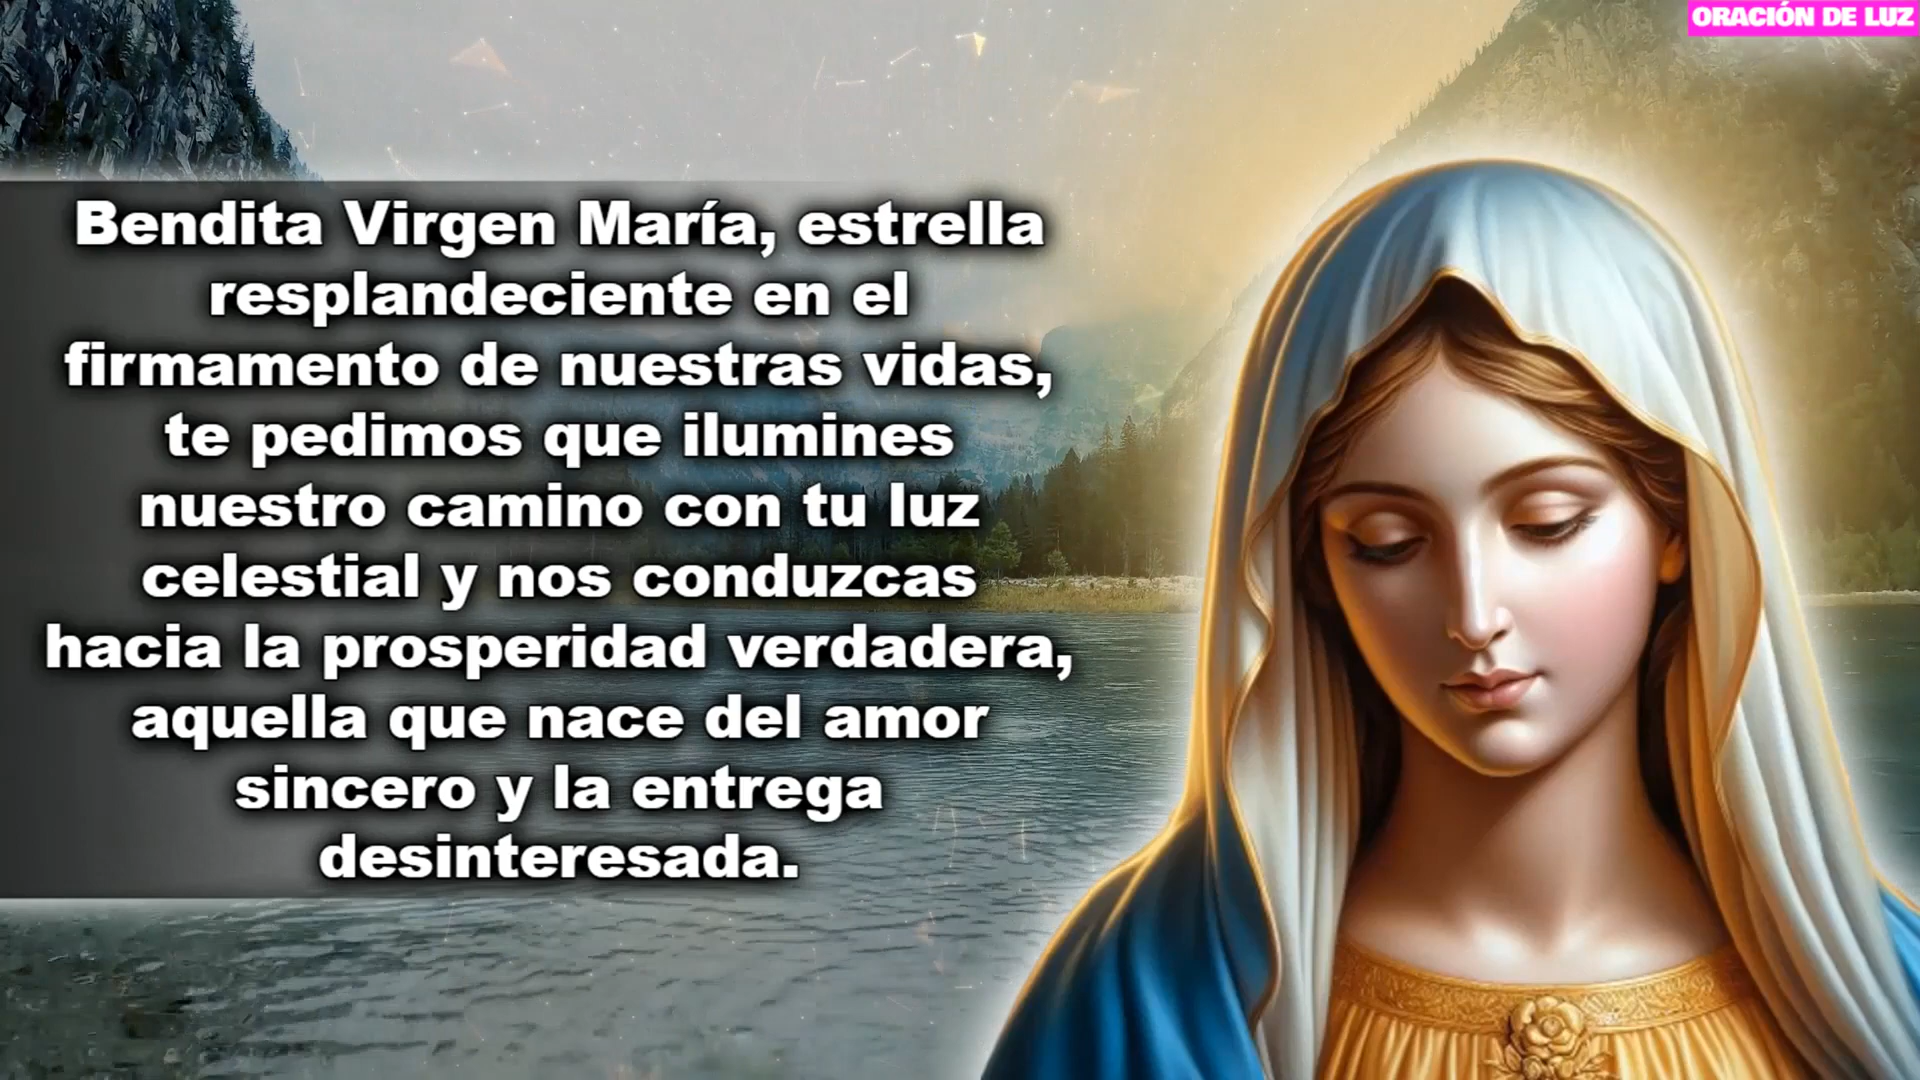 ORACIÓN DE LUZ
Bendita Virgen María, estrella
resplandeciente en el
firmamento de nuestras vidas,
te pedimos que ilumines
nuestro camino con tu luz
celestial y nos conduzcas
hacia la prosperidad verdadera,
aquella que nace del amor
sincero y la entrega
desinteresada.